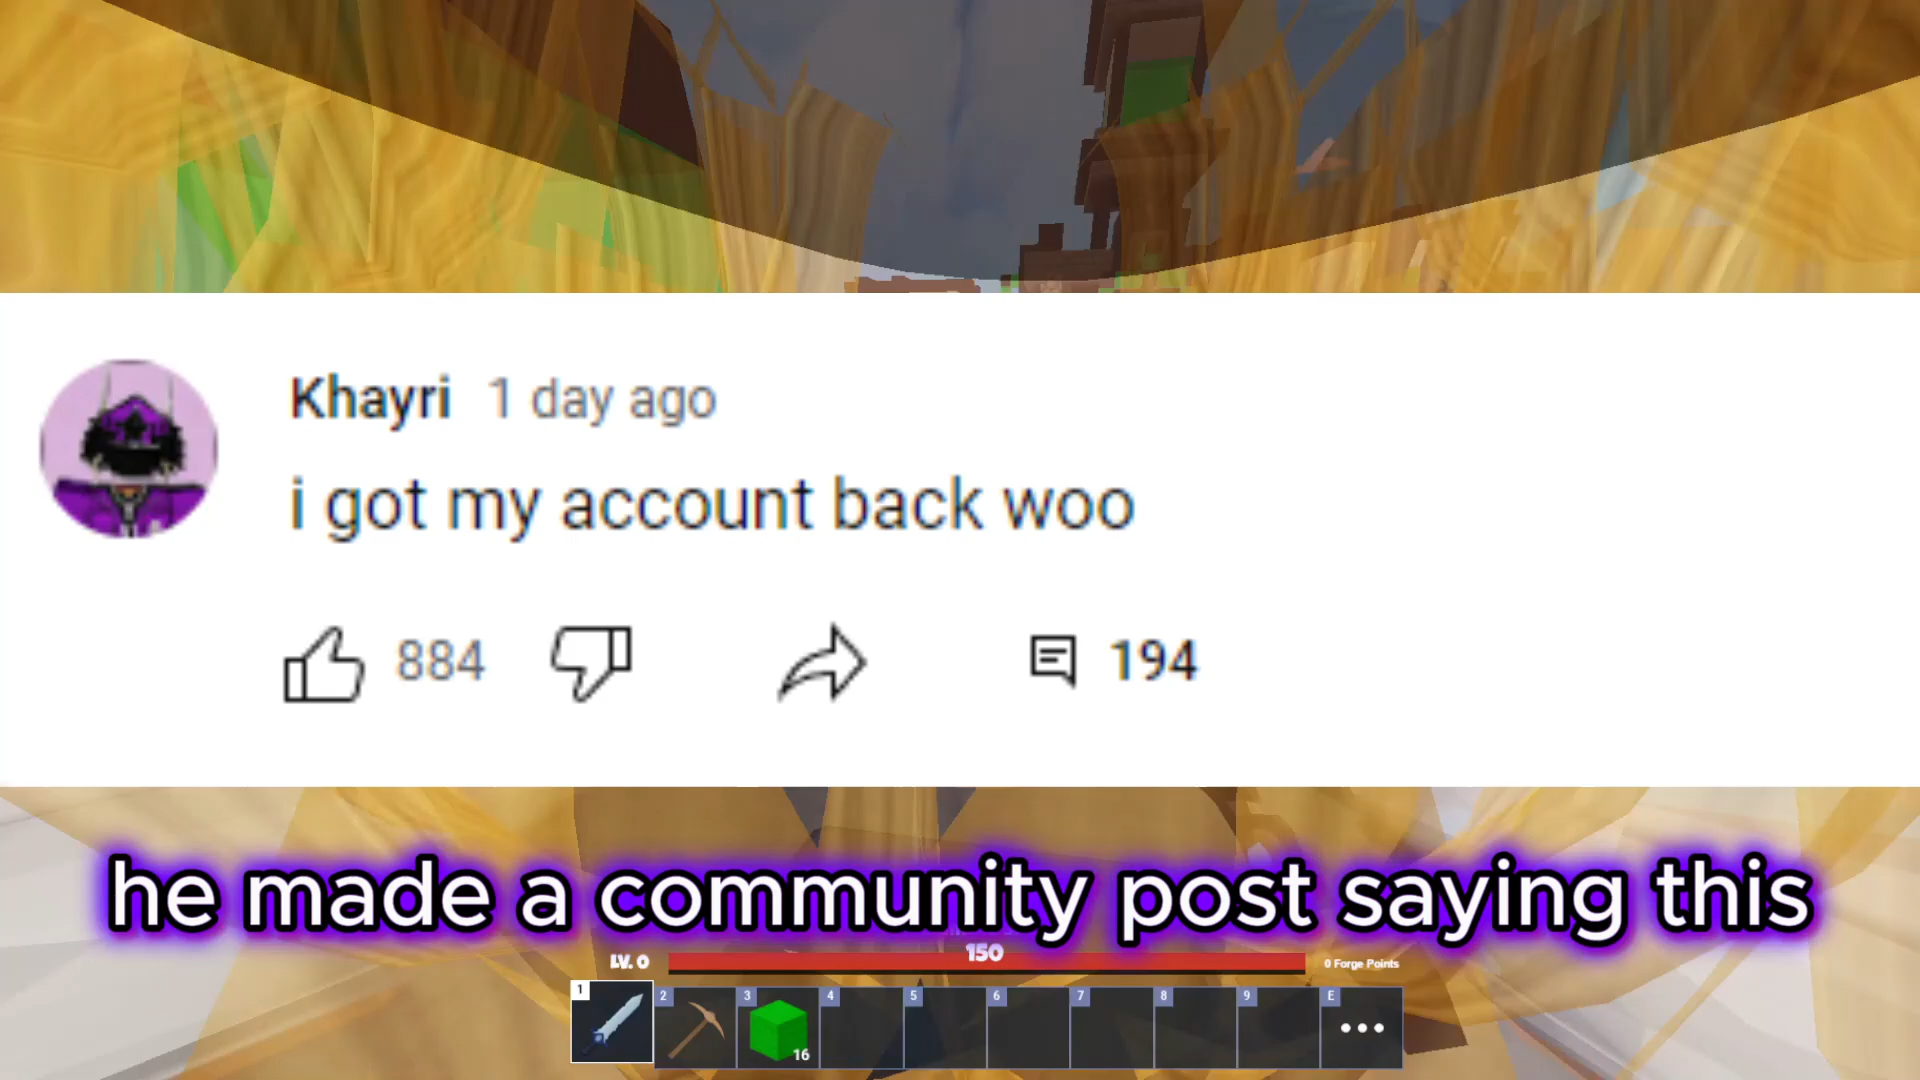 Khayri 1 day ago
i got my account back woo
884 194
he made a community post saying this
150
LV. 0 0 Forge Points
1 2 3 4 5 6 7 8 9 E
16